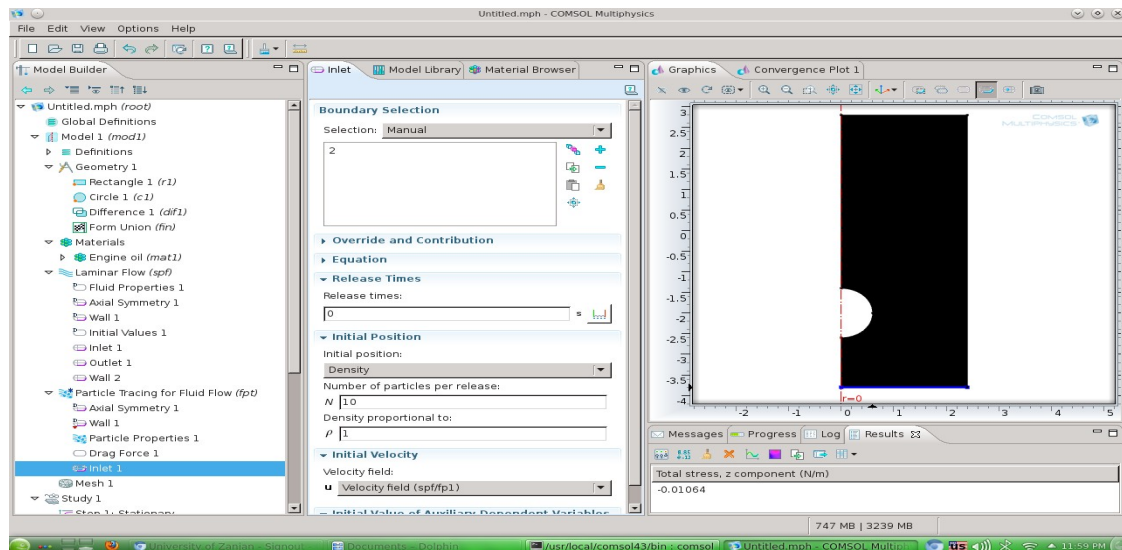 Untitled.mph - COMSOL Multiphysics
File Edit View Options Help
Model Builder
Untitled.mph (root)
Global Definitions
Model 1 (mod1)
Definitions
Geometry 1
Rectangle 1 (r1)
Circle 1 (c1)
Difference 1 (dif1)
Form Union (fin)
Materials
Engine oil (mat1)
Laminar Flow (spf)
Fluid Properties 1
Axial Symmetry 1
Wall 1
Initial Values 1
Inlet 1
Outlet 1
Wall 2
Particle Tracing for Fluid Flow (fpt)
Axial Symmetry 1
Wall 1
Particle Properties 1
Drag Force 1
Inlet 1
Mesh 1
Study 1
Step 1: Stationary
Inlet Model Library Material Browser
Boundary Selection
Selection: Manual
2
Override and Contribution
Equation
Release Times
Release times:
0 s
Initial Position
Initial position:
Density
Number of particles per release:
N 10
Density proportional to:
ρ 1
Initial Velocity
Velocity field:
u Velocity field (spf/fp1)
Initial Value of Auxiliary Dependent Variables
Graphics Convergence Plot 1
COMSOL
MULTIPHYSICS
3
2.5
2
1.5
1
0.5
0
-0.5
-1
-1.5
-2
-2.5
-3
-3.5
-4
r=0
-2 -1 0 1 2 3 4 5
Messages Progress Log Results
8.85
Total stress, z component (N/m)
-0.01064
747 MB | 3239 MB
University of Zanjan - Signout
Documents - Dolphin
/usr/local/comsol43/bin : comsol
Untitled.mph - COMSOL Multiph
us
11:59 PM